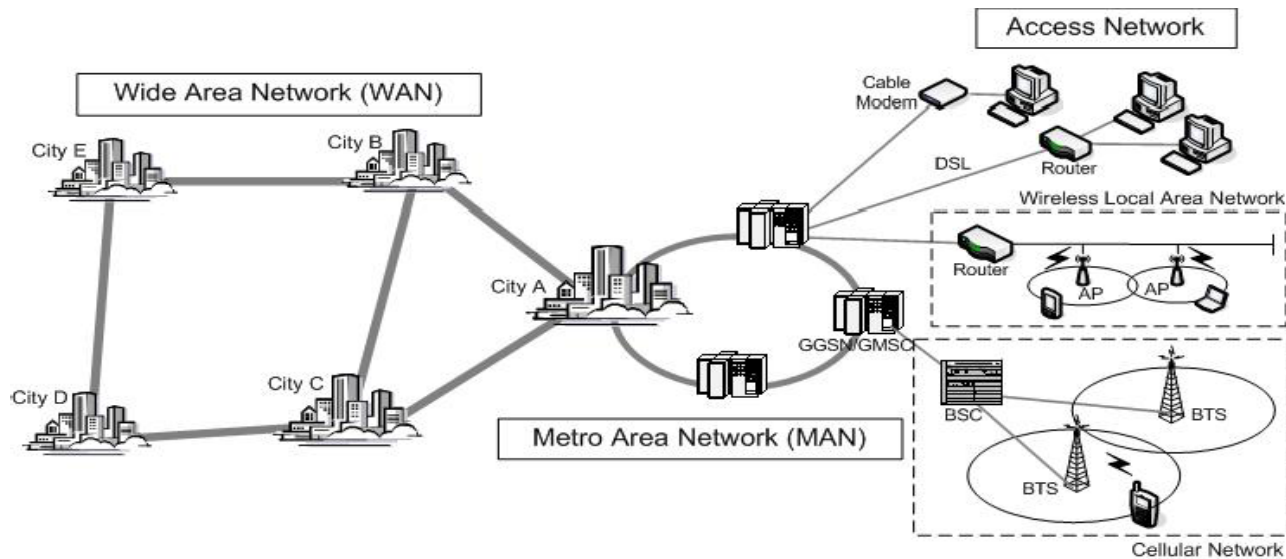 Access Network
Wide Area Network (WAN)
Cable
Modem
City E
City B
DSL
Router
Wireless Local Area Network
City A
Router
AP
AP
GGSN/GMSC
City D
City C
BSC
BTS
Metro Area Network (MAN)
BTS
Cellular Network